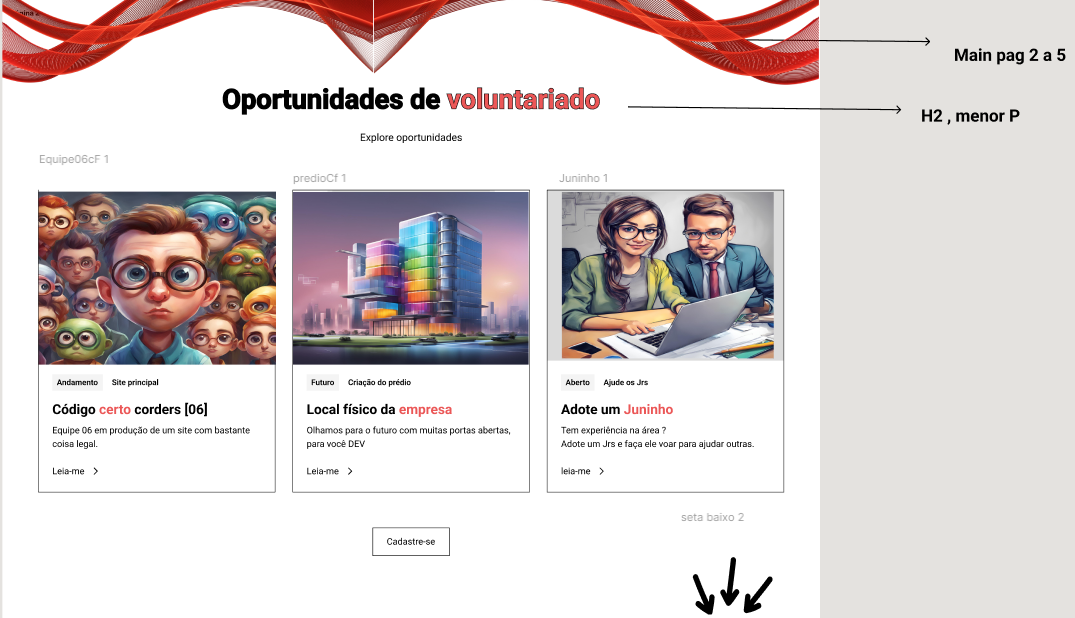 Main pag 2 a 5
Oportunidades de voluntariado
H2 , menor P
Explore oportunidades
Equipe06cF 1
predioCf 1
Juninho 1
Andamento Site principal
Código certo corders [06]
Equipe 06 em produção de um site com bastante
coisa legal.
Leia-me
Futuro Criação do prédio
Local físico da empresa
Olhamos para o futuro com muitas portas abertas,
para você DEV
Leia-me
Aberto Ajude os Jrs
Adote um Juninho
Tem experiência na área ?
Adote um Jrs e faça ele voar para ajudar outras.
leia-me
seta baixo 2
Cadastre-se